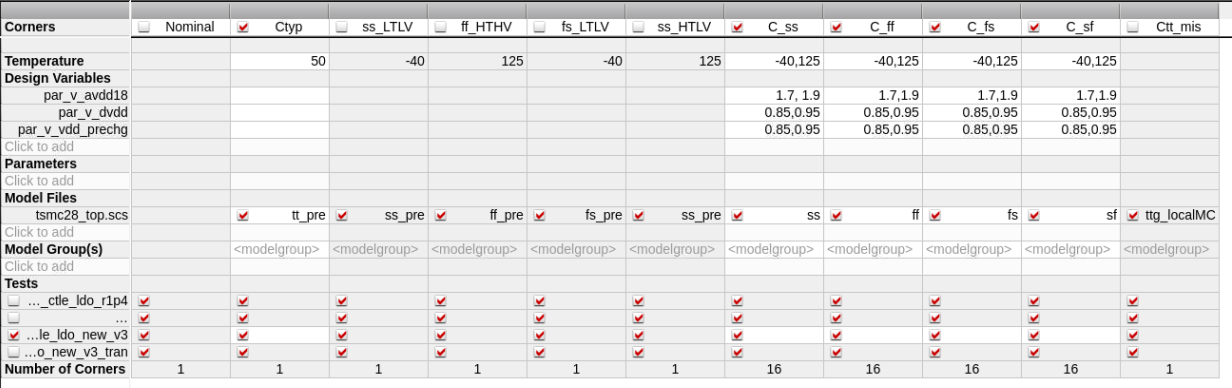 Corners Nominal Ctyp ss_LTLV ff_HTHV fs_LTLV ss_HTLV C_ss C_ff C_fs C_sf Ctt_mis
Temperature 50 -40 125 -40 125 -40,125 -40,125 -40,125 -40,125
Design Variables
par_v_avdd18 1.7, 1.9 1.7,1.9 1.7,1.9 1.7,1.9
par_v_dvdd 0.85,0.95 0.85,0.95 0.85,0.95 0.85,0.95
par_v_vdd_prechg 0.85,0.95 0.85,0.95 0.85,0.95 0.85,0.95
Click to add
Parameters
Click to add
Model Files
tsmc28_top.scs tt_pre ss_pre ff_pre fs_pre ss_pre ss ff fs sf ttg_localMC
Click to add
Model Group(s) <modelgroup> <modelgroup> <modelgroup> <modelgroup> <modelgroup> <modelgroup> <modelgroup> <modelgroup> <modelgroup> <modelgroup>
Click to add
Tests
..._ctle_ldo_r1p4
...
...le_ldo_new_v3
...o_new_v3_tran
Number of Corners 1 1 1 1 1 1 16 16 16 16 1